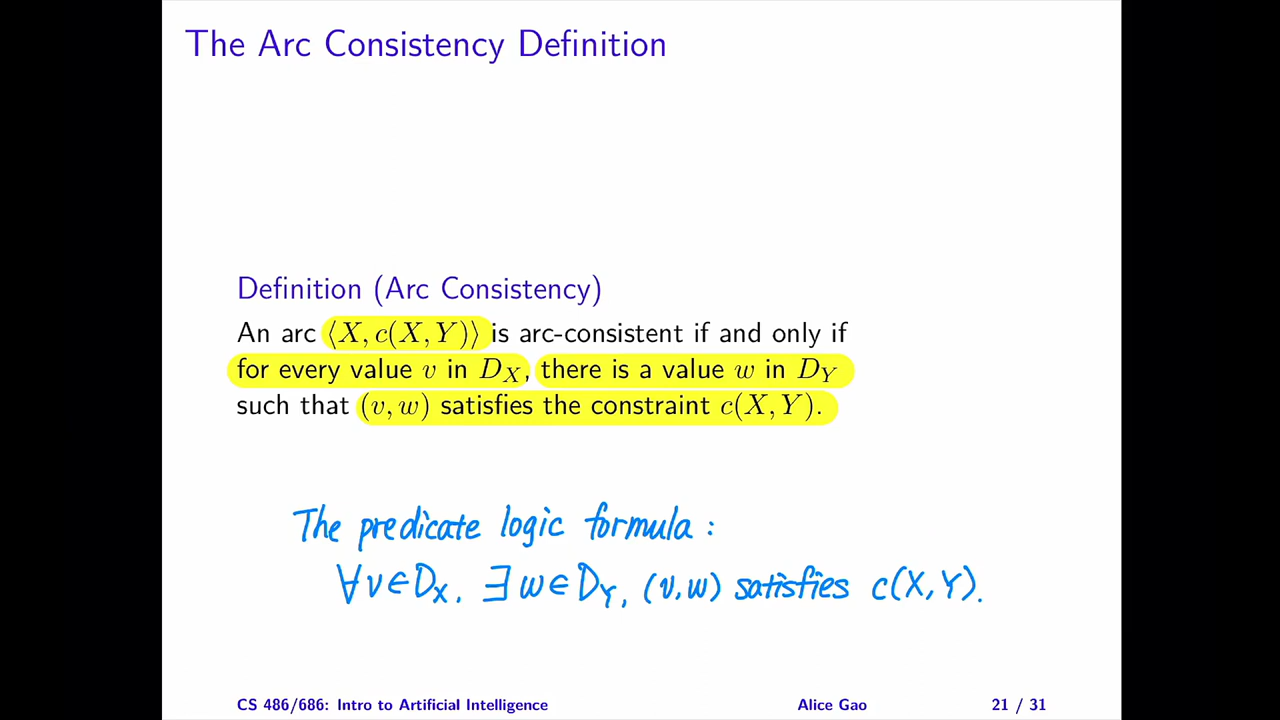 The Arc Consistency Definition
Definition (Arc Consistency)
An arc ⟨X, c(X, Y)⟩ is arc-consistent if and only if
for every value v in D_X, there is a value w in D_Y
such that (v, w) satisfies the constraint c(X, Y).
The predicate logic formula :
∀v∈D_X. ∃w∈D_Y, (v,w) satisfies c(X,Y).
CS 486/686: Intro to Artificial Intelligence Alice Gao 21 / 31